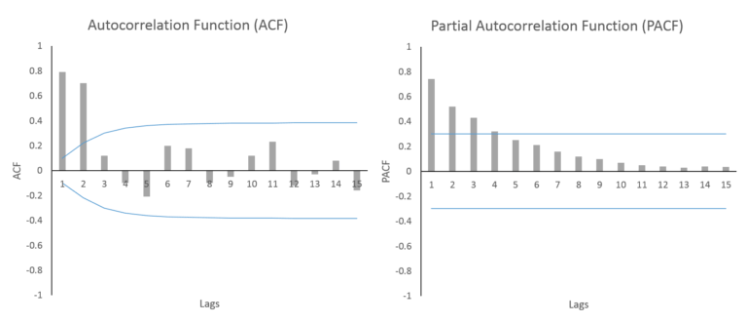 Autocorrelation Function (ACF)
1
0.8
0.6
0.4
0.2
0
-0.2
-0.4
-0.6
-0.8
-1
ACF
1 2 3 4 5 6 7 8 9 10 11 12 13 14 15
Lags
Partial Autocorrelation Function (PACF)
1
0.8
0.6
0.4
0.2
0
-0.2
-0.4
-0.6
-0.8
-1
PACF
1 2 3 4 5 6 7 8 9 10 11 12 13 14 15
Lags